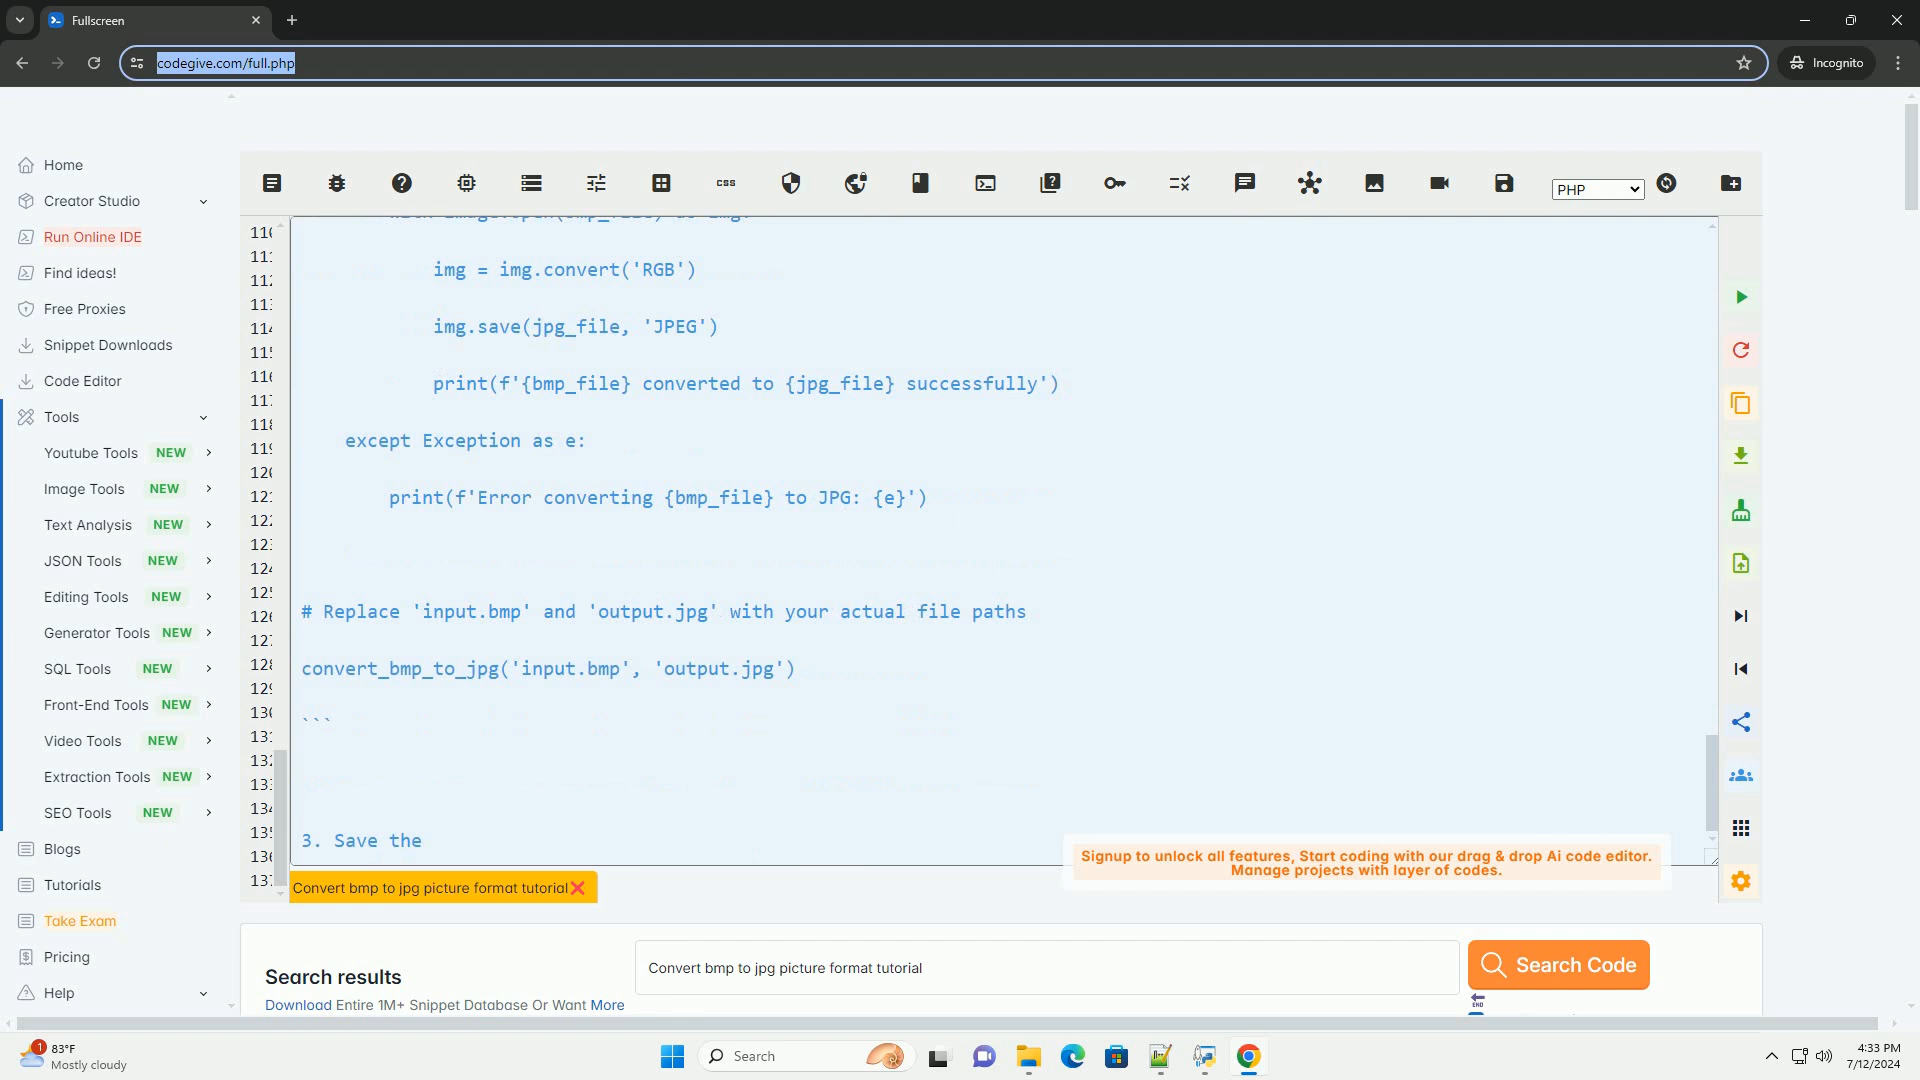 Fullscreen
codegive.com/full.php
Incognito
Home
Creator Studio
Run Online IDE
Find ideas!
Free Proxies
Snippet Downloads
Code Editor
Tools
Youtube Tools NEW
Image Tools NEW
Text Analysis NEW
JSON Tools NEW
Editing Tools NEW
Generator Tools NEW
SQL Tools NEW
Front-End Tools NEW
Video Tools NEW
Extraction Tools NEW
SEO Tools NEW
Blogs
Tutorials
Take Exam
Pricing
Help
css
PHP
img = img.convert('RGB')
img.save(jpg_file, 'JPEG')
print(f'{bmp_file} converted to {jpg_file} successfully')
except Exception as e:
print(f'Error converting {bmp_file} to JPG: {e}')
# Replace 'input.bmp' and 'output.jpg' with your actual file paths
convert_bmp_to_jpg('input.bmp', 'output.jpg')
```
3. Save the
Signup to unlock all features, Start coding with our drag & drop Ai code editor.
Manage projects with layer of codes.
Convert bmp to jpg picture format tutorial
Search results
Download Entire 1M+ Snippet Database Or Want More
Convert bmp to jpg picture format tutorial
Search Code
END
1
83°F
Mostly cloudy
Search
4:33 PM
7/12/2024